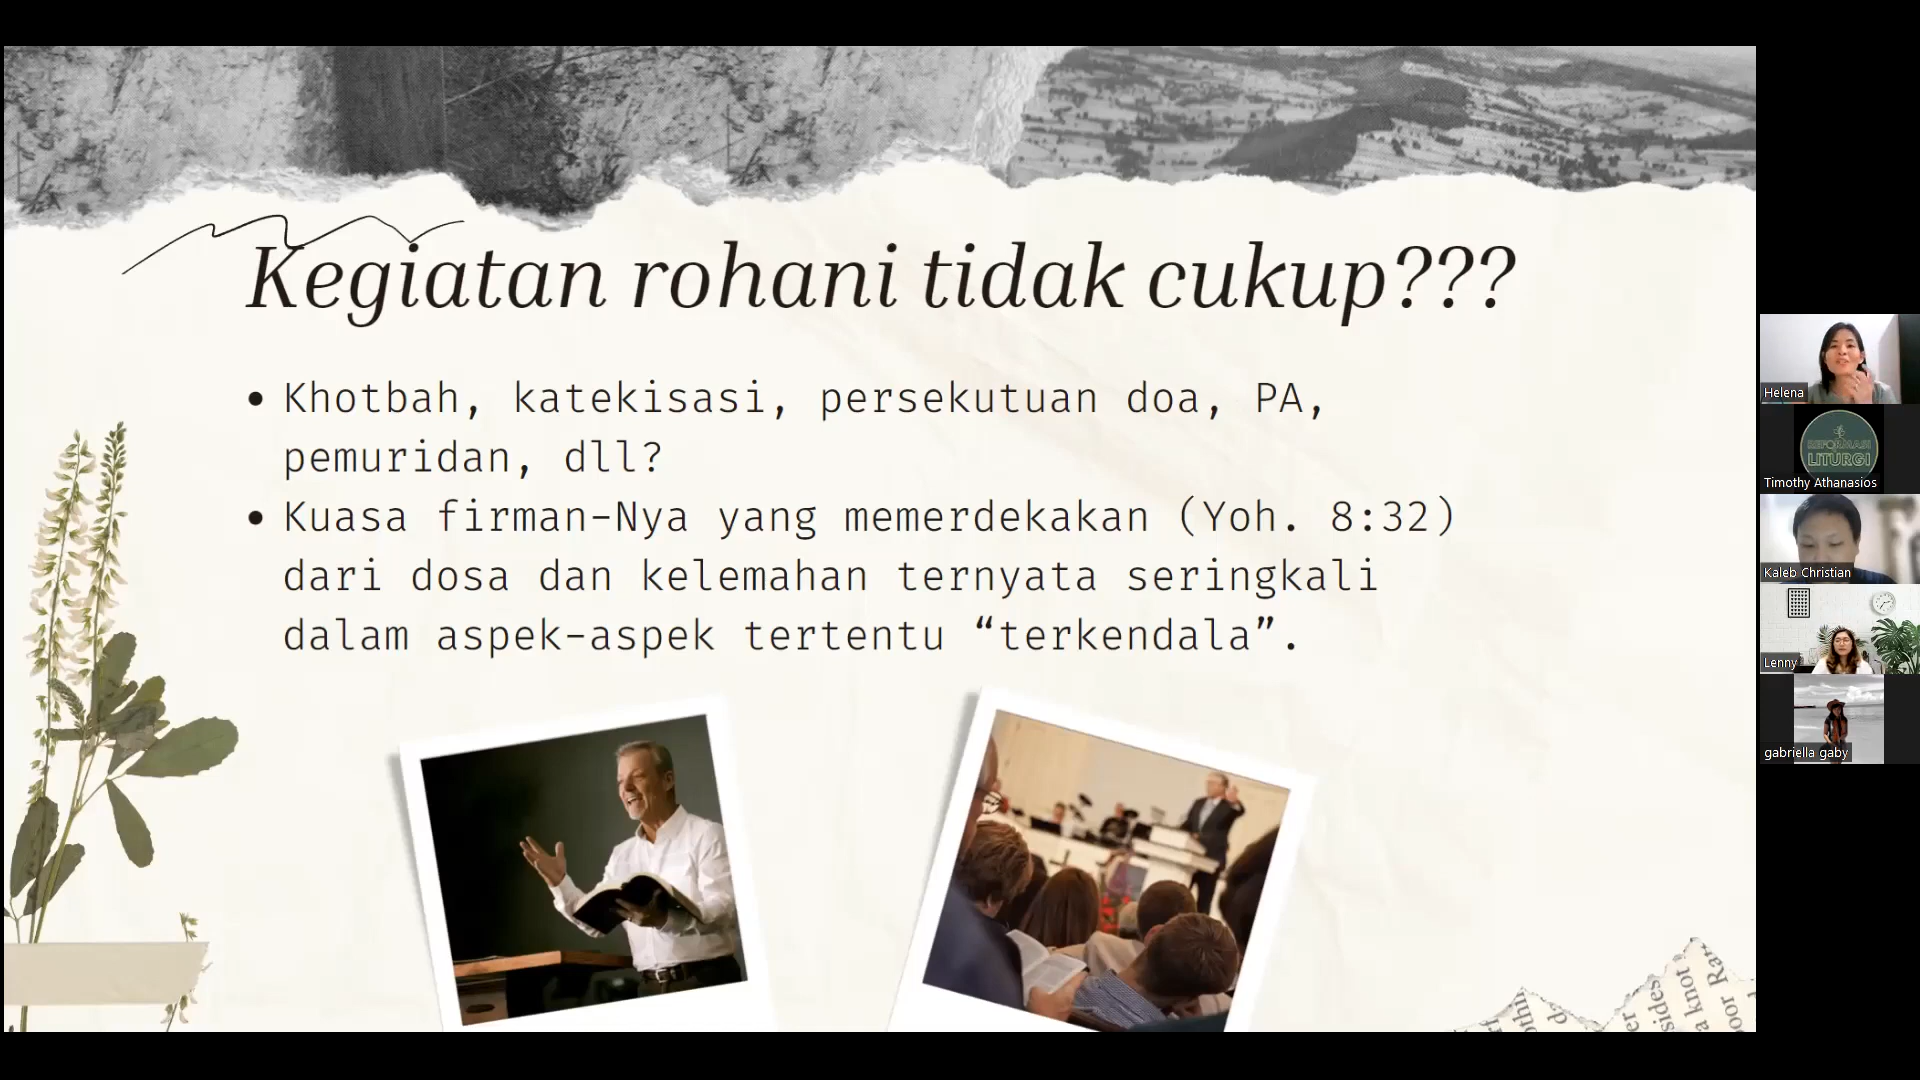 Kegiatan rohani tidak cukup???
• Khotbah, katekisasi, persekutuan doa, PA,
pemuridan, dll?
• Kuasa firman-Nya yang memerdekakan (Yoh. 8:32)
dari dosa dan kelemahan ternyata seringkali
dalam aspek-aspek tertentu “terkendala”.
Helena
REFORMASI
LITURGI
Timothy Athanasios
Kaleb Christian
Lenny
gabriella gaby
sides
a knot